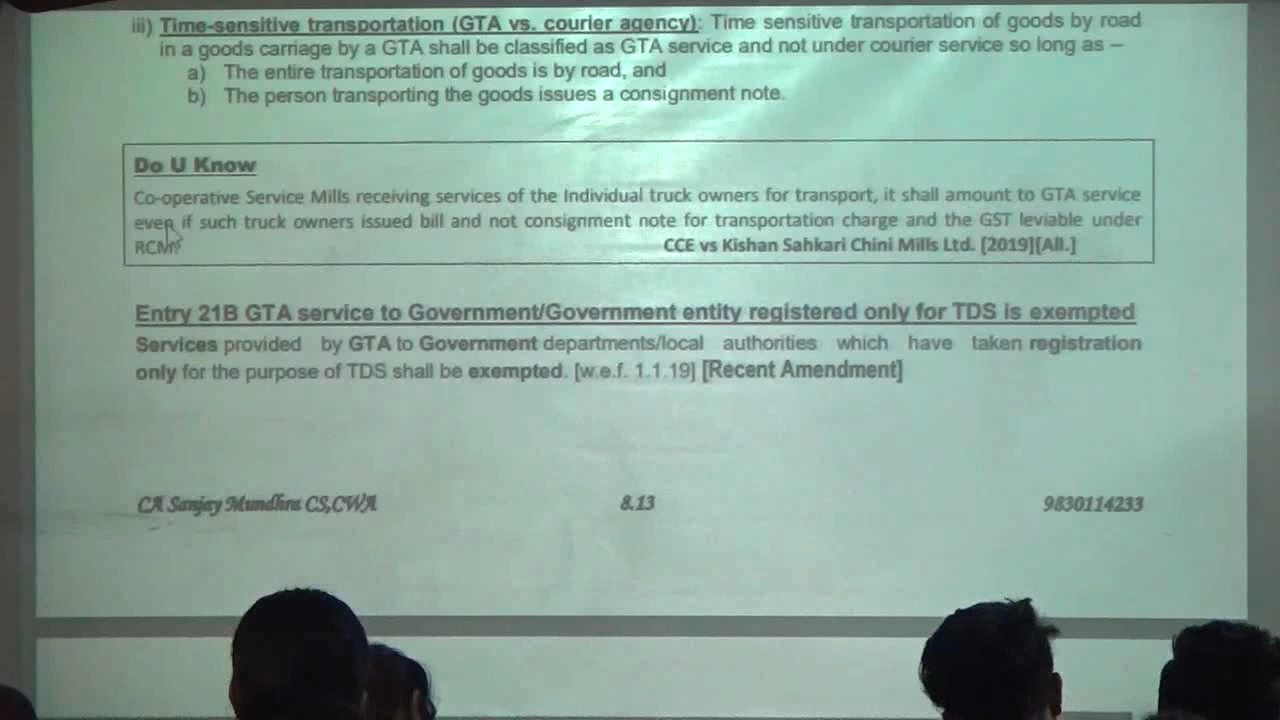 iii) Time-sensitive transportation (GTA vs. courier agency): Time sensitive transportation of goods by road
in a goods carriage by a GTA shall be classified as GTA service and not under courier service so long as –
a) The entire transportation of goods is by road, and
b) The person transporting the goods issues a consignment note.
Do U Know
Co-operative Service Mills receiving services of the Individual truck owners for transport, it shall amount to GTA service
even if such truck owners issued bill and not consignment note for transportation charge and the GST leviable under
RCM. CCE vs Kishan Sahkari Chini Mills Ltd. [2019][All.]
Entry 21B GTA service to Government/Government entity registered only for TDS is exempted
Services provided by GTA to Government departments/local authorities which have taken registration
only for the purpose of TDS shall be exempted. [w.e.f. 1.1.19] [Recent Amendment]
CA Sanjay Mundhra CS,CWA 8.13 9830114233